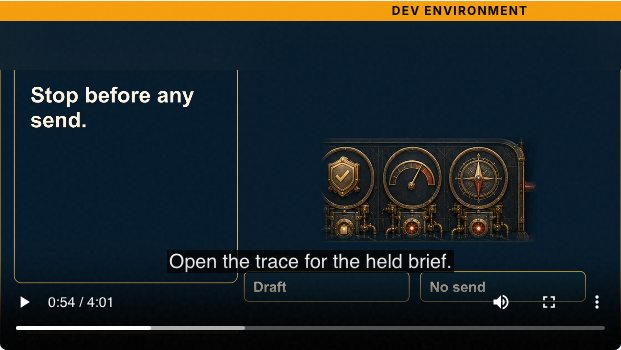 DEV ENVIRONMENT
Stop before any
send.
Open the trace for the held brief.
Draft
No send
0:54 / 4:01